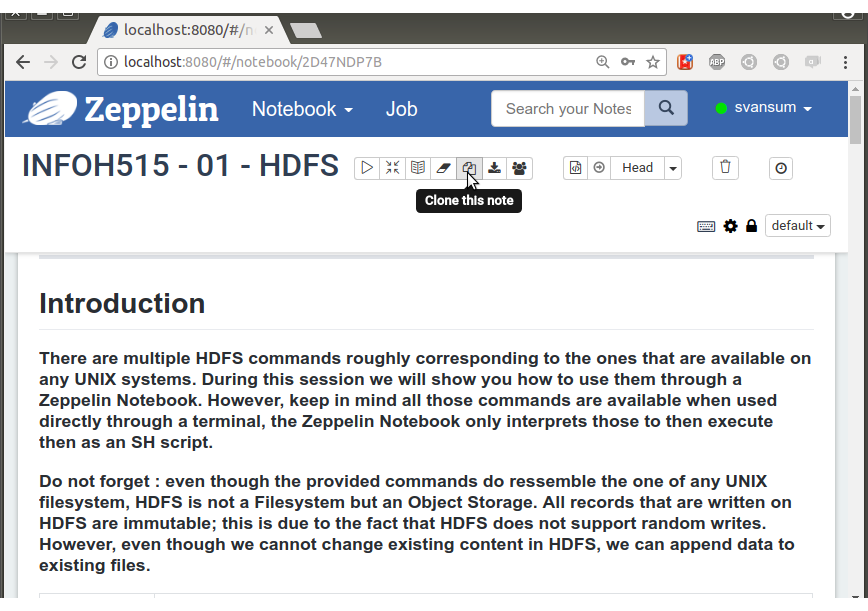 localhost:8080/#/n
localhost:8080/#/notebook/2D47NDP7B
ABP
Zeppelin
Notebook
Job
Search your Notes
svansum
INFOH515 - 01 - HDFS
Head
Clone this note
default
Introduction
There are multiple HDFS commands roughly corresponding to the ones that are available on
any UNIX systems. During this session we will show you how to use them through a
Zeppelin Notebook. However, keep in mind all those commands are available when used
directly through a terminal, the Zeppelin Notebook only interprets those to then execute
then as an SH script.
Do not forget : even though the provided commands do ressemble the one of any UNIX
filesystem, HDFS is not a Filesystem but an Object Storage. All records that are written on
HDFS are immutable; this is due to the fact that HDFS does not support random writes.
However, even though we cannot change existing content in HDFS, we can append data to
existing files.